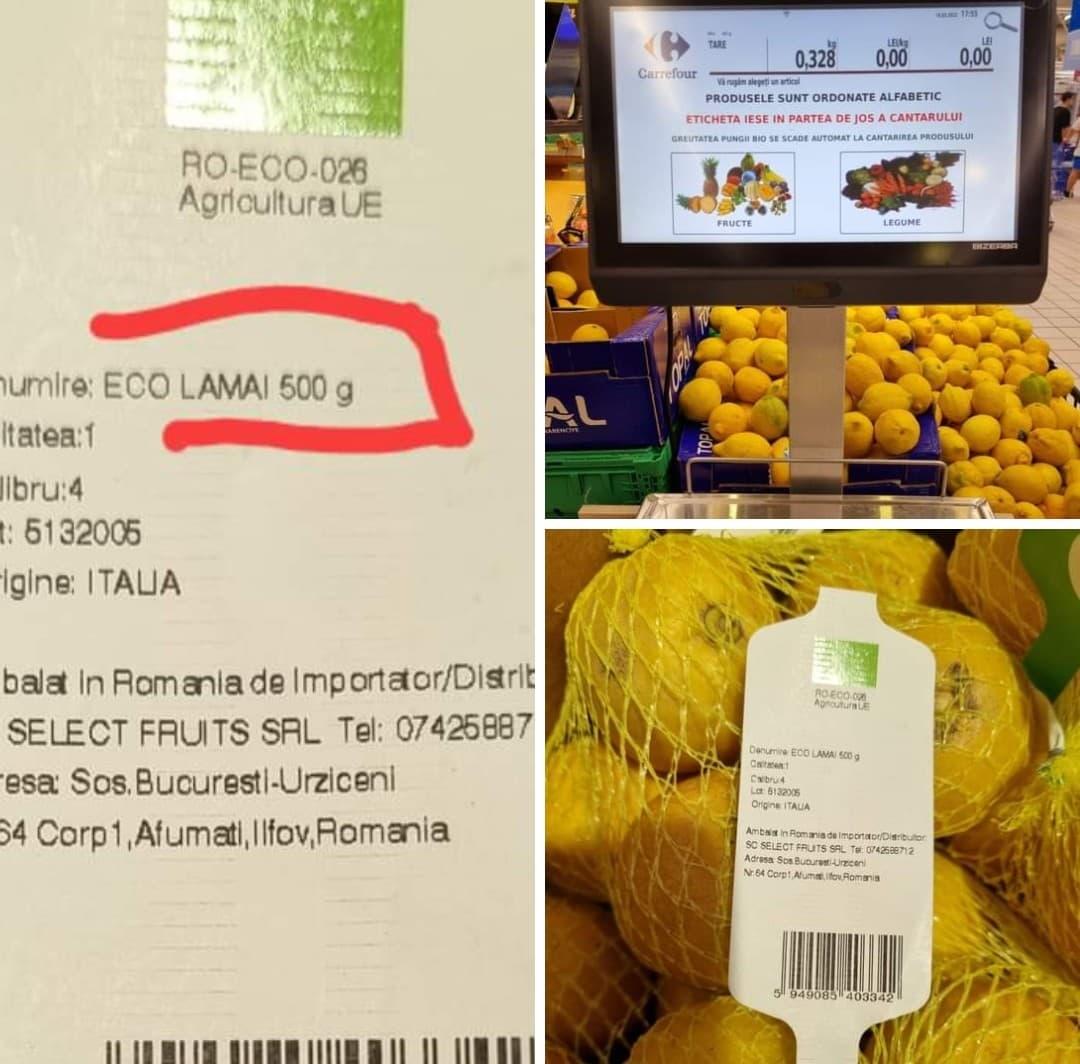 RO-ECO-026
Agricultura UE
numire: ECO LAMAI 500 g
litatea:1
libru:4
t: 5132005
rigine: ITALIA
balat In Romania de Importator/Distrib
SELECT FRUITS SRL Tel: 07425887
esa: Sos.Bucuresti-Urziceni
64 Corp1,Afumati,Ilfov,Romania
17:53
Carrefour
TARE
kg
0,328
LEI/kg
0,00
LEI
0,00
Vă rugăm alegeți un articol
PRODUSELE SUNT ORDONATE ALFABETIC
ETICHETA IESE IN PARTEA DE JOS A CANTARULUI
GREUTATEA PUNGII BIO SE SCADE AUTOMAT LA CANTARIREA PRODUSULUI
FRUCTE
LEGUME
BIZERBA
AL
TOPAL
RO-ECO-026
Agricultura UE
Denumire: ECO LAMAI 500 g
Calitatea:1
Calibru:4
Lot: 5132005
Origine: ITALIA
Ambalat In Romania de Importator/Distribuitor:
SC SELECT FRUITS SRL Tel: 0742588712
Adresa: Sos.Bucuresti-Urziceni
Nr.64 Corp1,Afumati,Ilfov,Romania
5 949085 403342